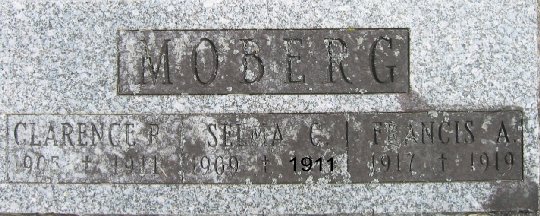 MOBERG
CLARENCE P. SELMA C. FRANCIS A.
1905 + 1911 1909 + 1911 1917 + 1919